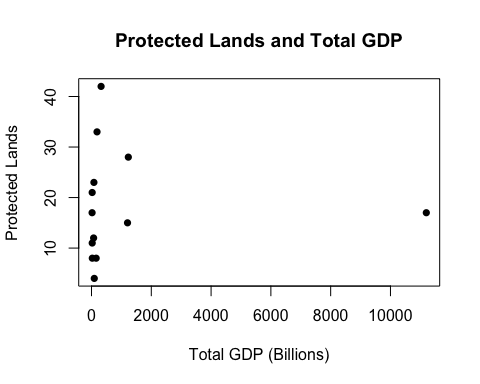 Protected Lands and Total GDP
Protected Lands
40
30
20
10
0 2000 4000 6000 8000 10000
Total GDP (Billions)